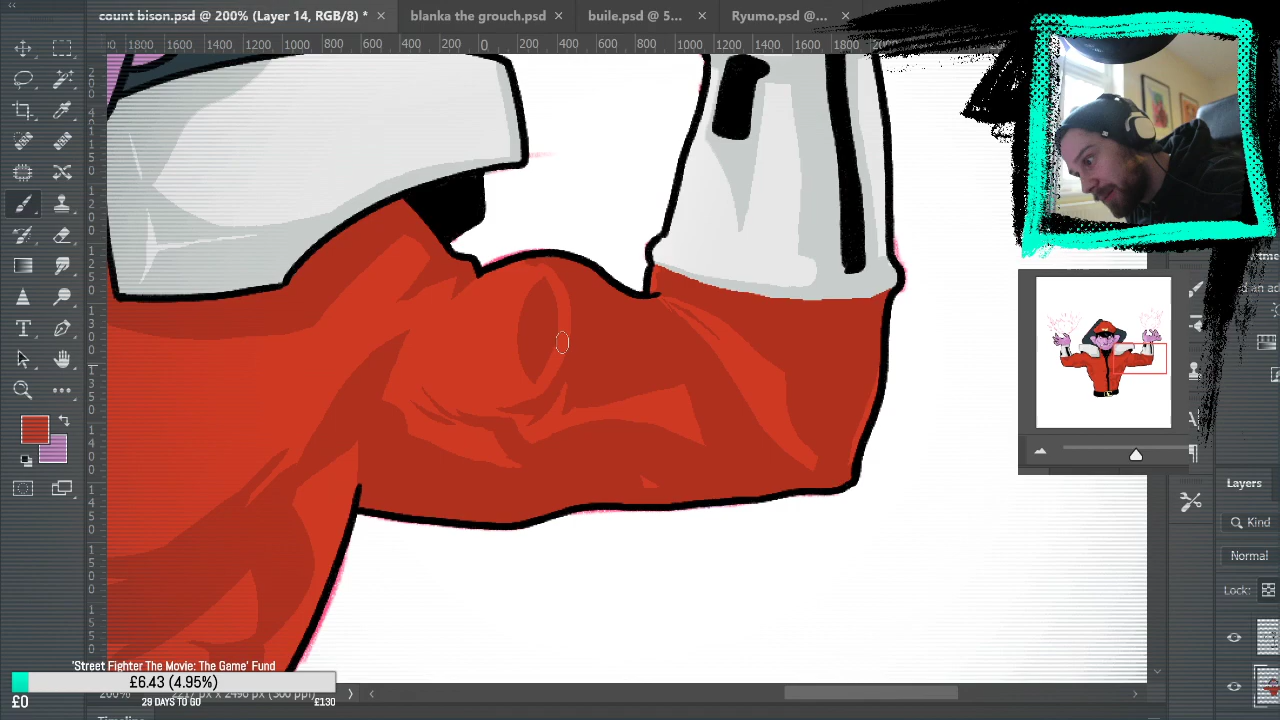 count bison.psd @ 200% (Layer 14, RGB/8) *
blanka the grouch.psd
buile.psd @ 5...
Ryumo.psd @...
1800 1600 1400 1200 1000 800 600 400 200 0 200 400 600 800 1000 1200 1400 1600 1800
Layers
Kind
Normal
Lock:
'Street Fighter The Movie: The Game' Fund
£6.43 (4.95%)
£0
29 DAYS TO GO
£130